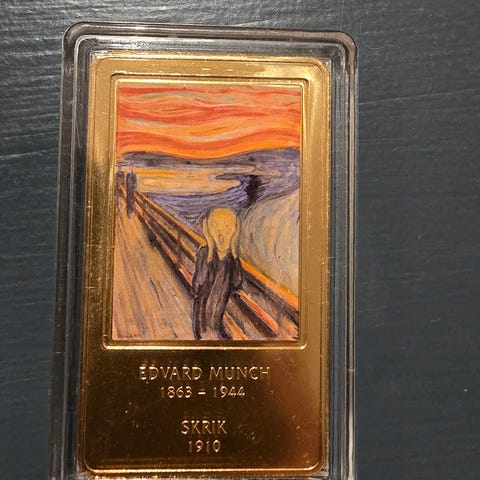 EDVARD MUNCH
1863 – 1944
SKRIK
1910